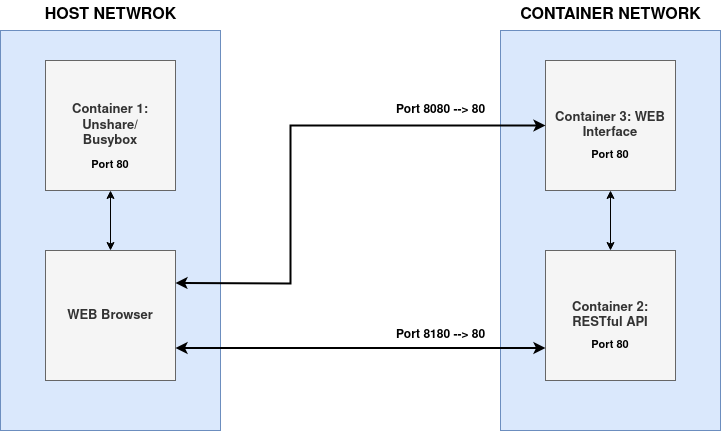 HOST NETWROK
CONTAINER NETWORK
Container 1:
Unshare/
Busybox
Port 80
Port 8080 --> 80
Container 3: WEB
Interface
Port 80
WEB Browser
Port 8180 --> 80
Container 2:
RESTful API
Port 80